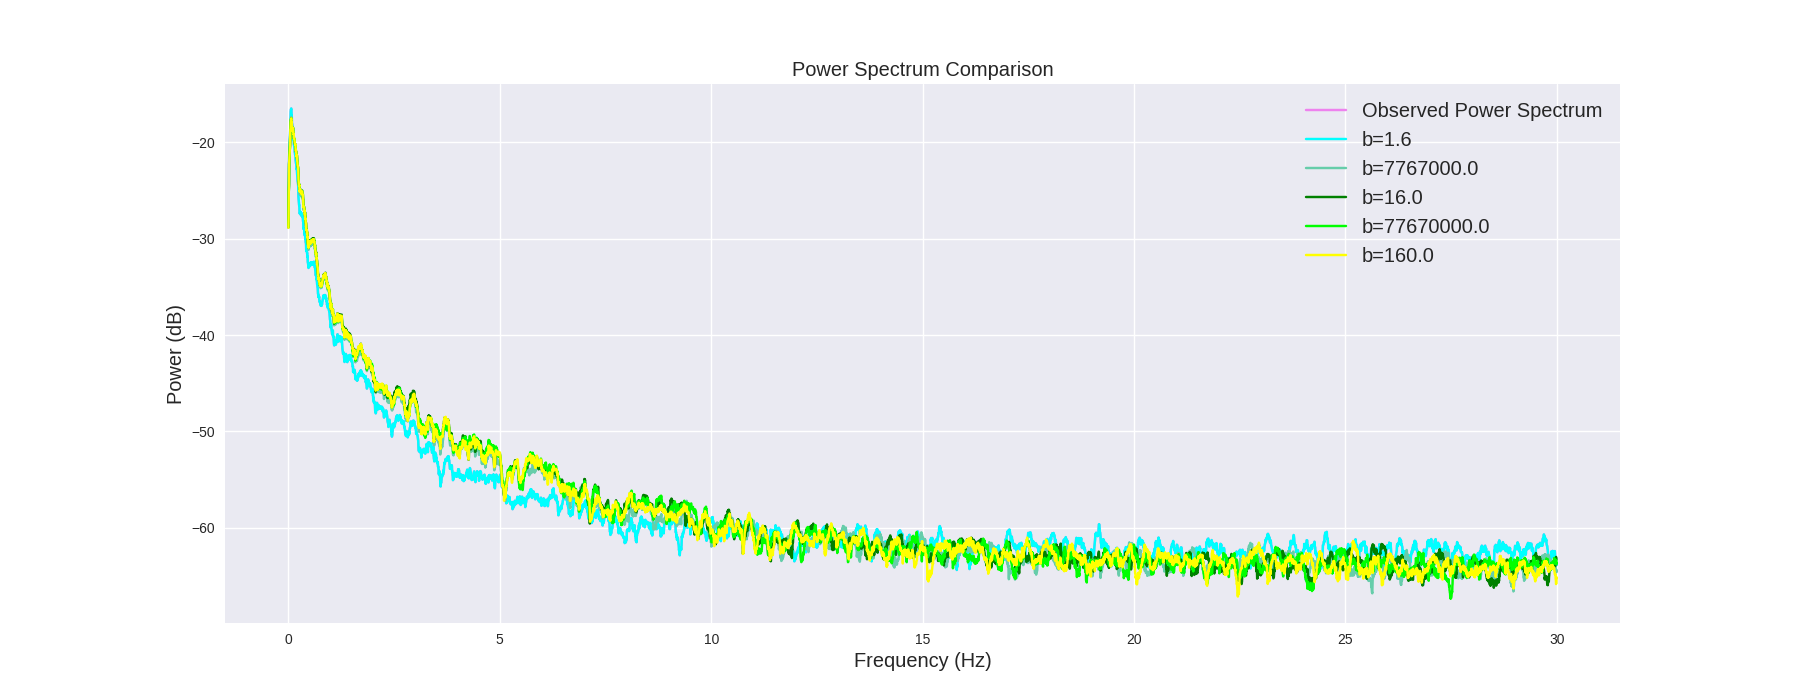 Power Spectrum Comparison
Observed Power Spectrum
b=1.6
b=7767000.0
b=16.0
b=77670000.0
b=160.0
−20
−30
−40
−50
−60
Power (dB)
0 5 10 15 20 25 30
Frequency (Hz)